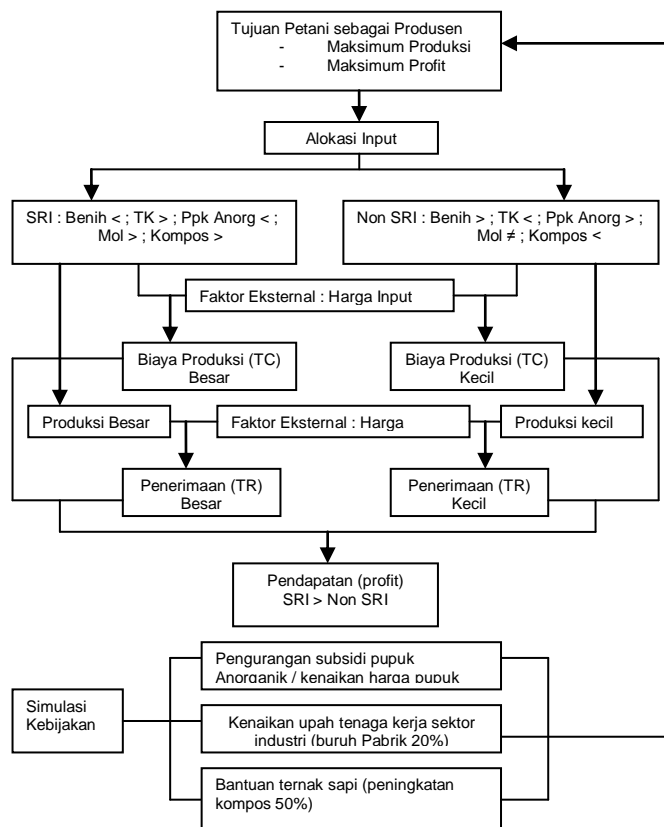 Tujuan Petani sebagai Produsen
- Maksimum Produksi
- Maksimum Profit
Alokasi Input
SRI : Benih < ; TK > ; Ppk Anorg < ;
Mol > ; Kompos >
Non SRI : Benih > ; TK < ; Ppk Anorg > ;
Mol ≠ ; Kompos <
Faktor Eksternal : Harga Input
Biaya Produksi (TC)
Besar
Biaya Produksi (TC)
Kecil
Produksi Besar
Faktor Eksternal : Harga
Produksi kecil
Penerimaan (TR)
Besar
Penerimaan (TR)
Kecil
Pendapatan (profit)
SRI > Non SRI
Simulasi
Kebijakan
Pengurangan subsidi pupuk
Anorganik / kenaikan harga pupuk
Kenaikan upah tenaga kerja sektor
industri (buruh Pabrik 20%)
Bantuan ternak sapi (peningkatan
kompos 50%)